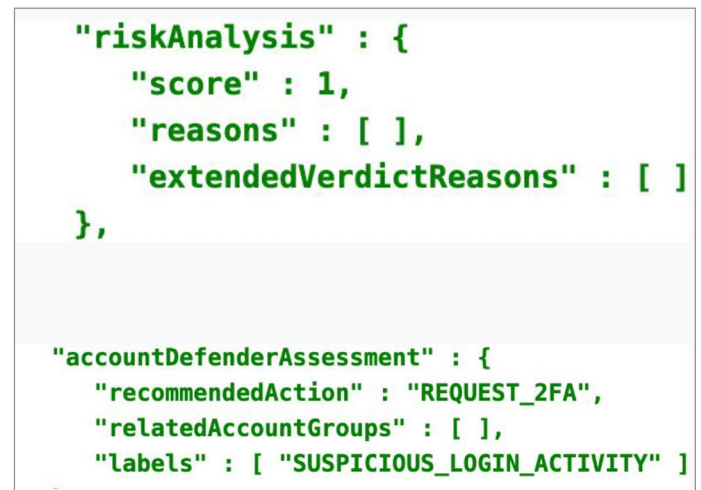 "riskAnalysis" : {
"score" : 1,
"reasons" : [ ],
"extendedVerdictReasons" : [ ]
},
"accountDefenderAssessment" : {
"recommendedAction" : "REQUEST_2FA",
"relatedAccountGroups" : [ ],
"labels" : [ "SUSPICIOUS_LOGIN_ACTIVITY" ]